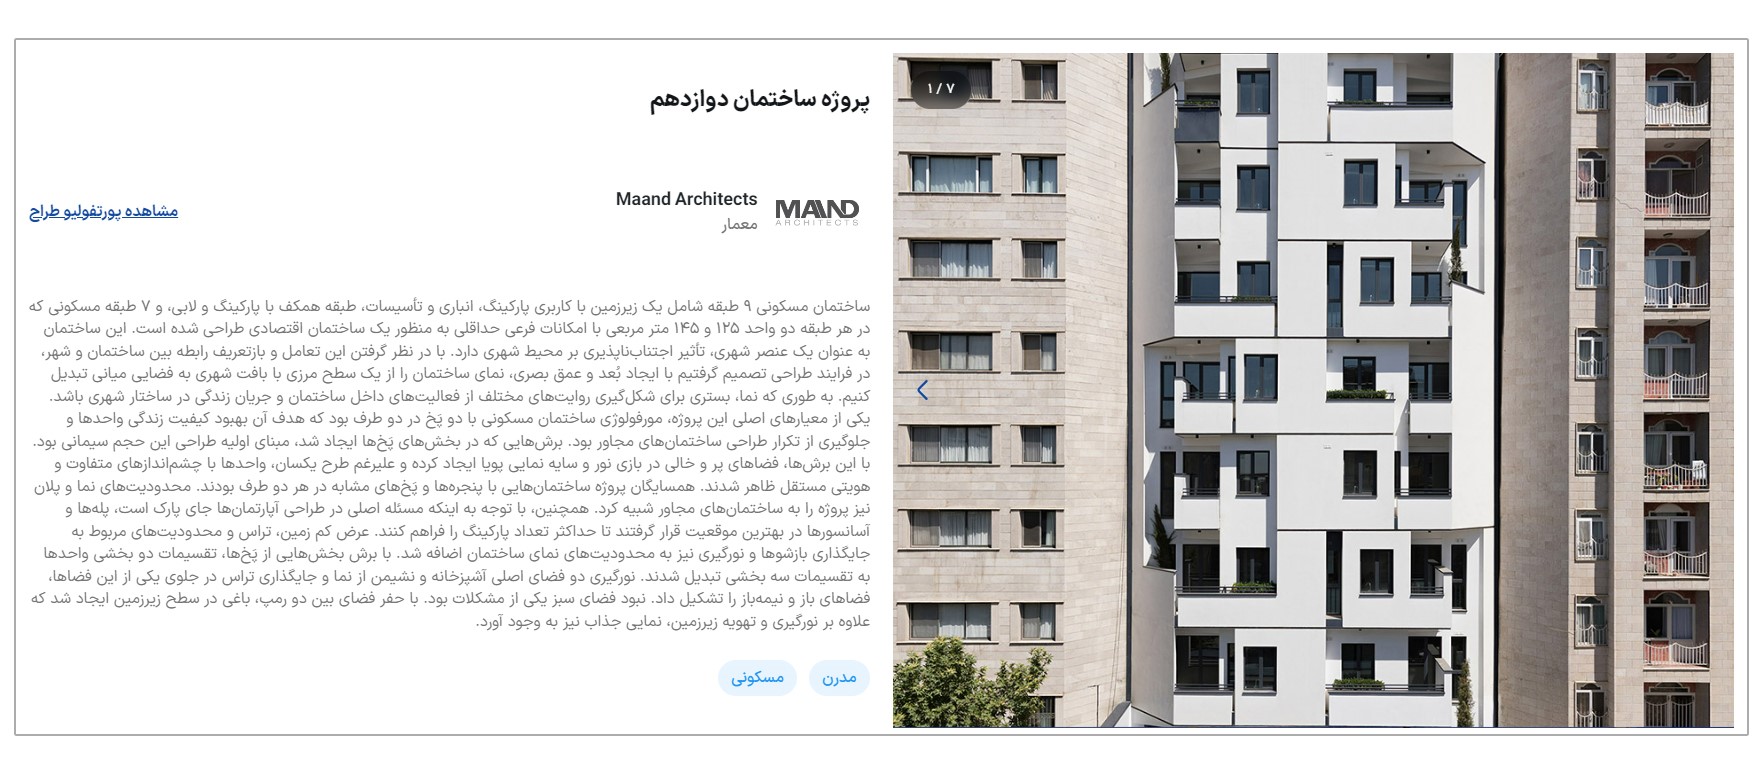 پروژه ساختمان دوازدهم
MAAND
ARCHITECTS
Maand Architects
معمار
مشاهده پورتفولیو طراح
ساختمان مسکونی ۹ طبقه شامل یک زیرزمین با کاربری پارکینگ، انباری و تأسیسات، طبقه همکف با پارکینگ و لابی، و ۷ طبقه مسکونی که
در هر طبقه دو واحد ۱۲۵ و ۱۴۵ متر مربعی با امکانات فرعی حداقلی به منظور یک ساختمان اقتصادی طراحی شده است. این ساختمان
به عنوان یک عنصر شهری، تأثیر اجتناب‌ناپذیری بر محیط شهری دارد. با در نظر گرفتن این تعامل و بازتعریف رابطه بین ساختمان و شهر،
در فرایند طراحی تصمیم گرفتیم با ایجاد بُعد و عمق بصری، نمای ساختمان را از یک سطح مرزی با بافت شهری به فضایی میانی تبدیل
کنیم. به طوری که نما، بستری برای شکل‌گیری روایت‌های مختلف از فعالیت‌های داخل ساختمان و جریان زندگی در ساختار شهری باشد.
یکی از معیارهای اصلی این پروژه، مورفولوژی ساختمان مسکونی با دو پَخ در دو طرف بود که هدف آن بهبود کیفیت زندگی واحدها و
جلوگیری از تکرار طراحی ساختمان‌های مجاور بود. برش‌هایی که در بخش‌های پَخ‌ها ایجاد شد، مبنای اولیه طراحی این حجم سیمانی بود.
با این برش‌ها، فضاهای پر و خالی در بازی نور و سایه نمایی پویا ایجاد کرده و علیرغم طرح یکسان، واحدها با چشم‌اندازهای متفاوت و
هویتی مستقل ظاهر شدند. همسایگان پروژه ساختمان‌هایی با پنجره‌ها و پَخ‌های مشابه در هر دو طرف بودند. محدودیت‌های نما و پلان
نیز پروژه را به ساختمان‌های مجاور شبیه کرد. همچنین، با توجه به اینکه مسئله اصلی در طراحی آپارتمان‌ها جای پارک است، پله‌ها و
آسانسورها در بهترین موقعیت قرار گرفتند تا حداکثر تعداد پارکینگ را فراهم کنند. عرض کم زمین، تراس و محدودیت‌های مربوط به
جایگذاری بازشوها و نورگیری نیز به محدودیت‌های نمای ساختمان اضافه شد. با برش بخش‌هایی از پَخ‌ها، تقسیمات دو بخشی واحدها
به تقسیمات سه بخشی تبدیل شدند. نورگیری دو فضای اصلی آشپزخانه و نشیمن از نما و جایگذاری تراس در جلوی یکی از این فضاها،
فضاهای باز و نیمه‌باز را تشکیل داد. نبود فضای سبز یکی از مشکلات بود. با حفر فضای بین دو رمپ، باغی در سطح زیرزمین ایجاد شد که
علاوه بر نورگیری و تهویه زیرزمین، نمایی جذاب نیز به وجود آورد.
مدرن
مسکونی
۱ / ۷